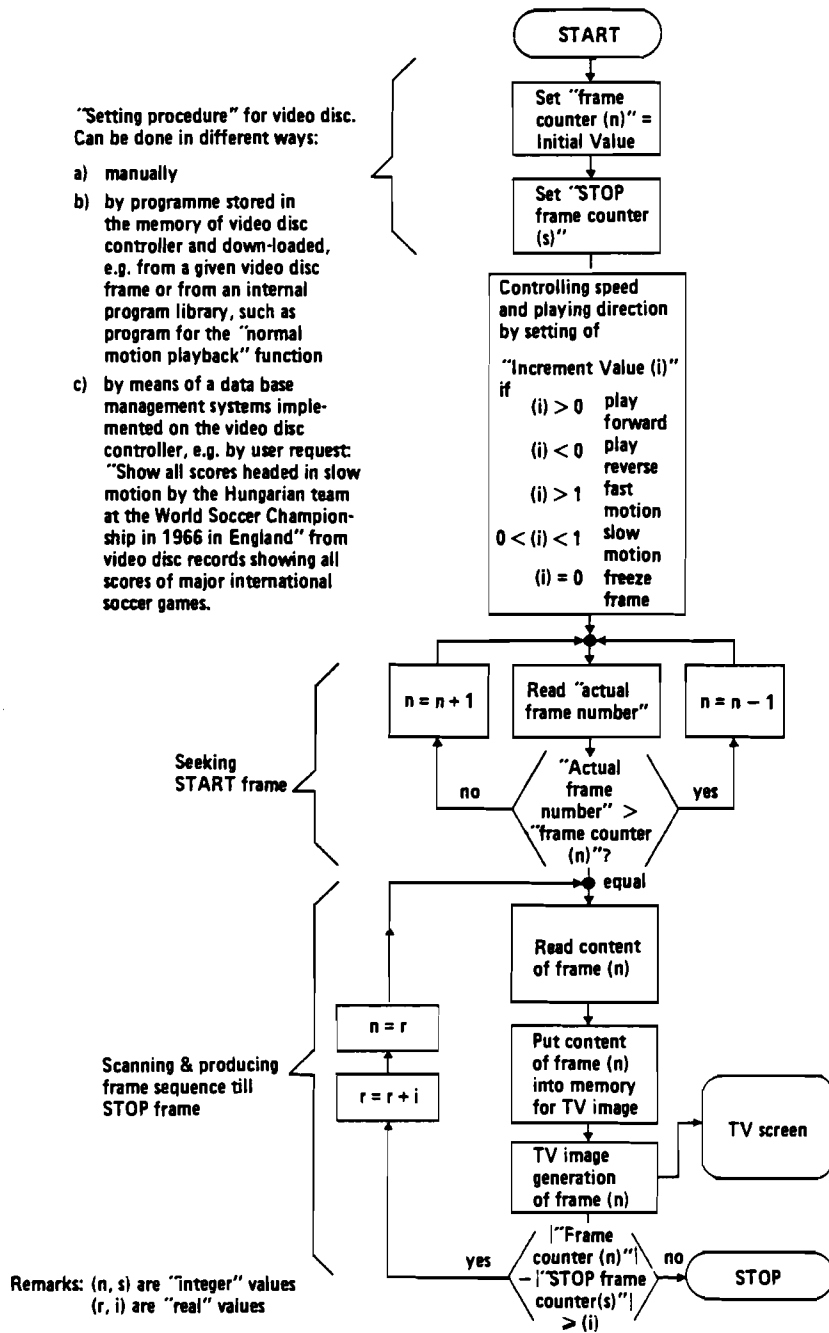 START
Set "frame
counter (n)" =
Initial Value
Set "STOP
frame counter
(s)"
"Setting procedure" for video disc.
Can be done in different ways:
a) manually
b) by programme stored in
the memory of video disc
controller and down-loaded,
e.g. from a given video disc
frame or from an internal
program library, such as
program for the "normal
motion playback" function
c) by means of a data base
management systems imple-
mented on the video disc
controller, e.g. by user request:
"Show all scores headed in slow
motion by the Hungarian team
at the World Soccer Champion-
ship in 1966 in England" from
video disc records showing all
scores of major international
soccer games.
Controlling speed
and playing direction
by setting of
"Increment Value (i)"
if
(i) > 0 play
forward
(i) < 0 play
reverse
(i) > 1 fast
motion
0 < (i) < 1 slow
motion
(i) = 0 freeze
frame
n = n + 1
Read "actual
frame number"
n = n − 1
Seeking
START frame
no
"Actual
frame
number" >
"frame counter
(n)"?
yes
equal
Read content
of frame (n)
n = r
Put content
of frame (n)
into memory
for TV image
Scanning & producing
frame sequence till
STOP frame
r = r + i
TV screen
TV image
generation
of frame (n)
yes
|"Frame
counter (n)"|
− |"STOP frame
counter(s)"|
⩾ (i)
no
STOP
Remarks: (n, s) are "integer" values
(r, i) are "real" values